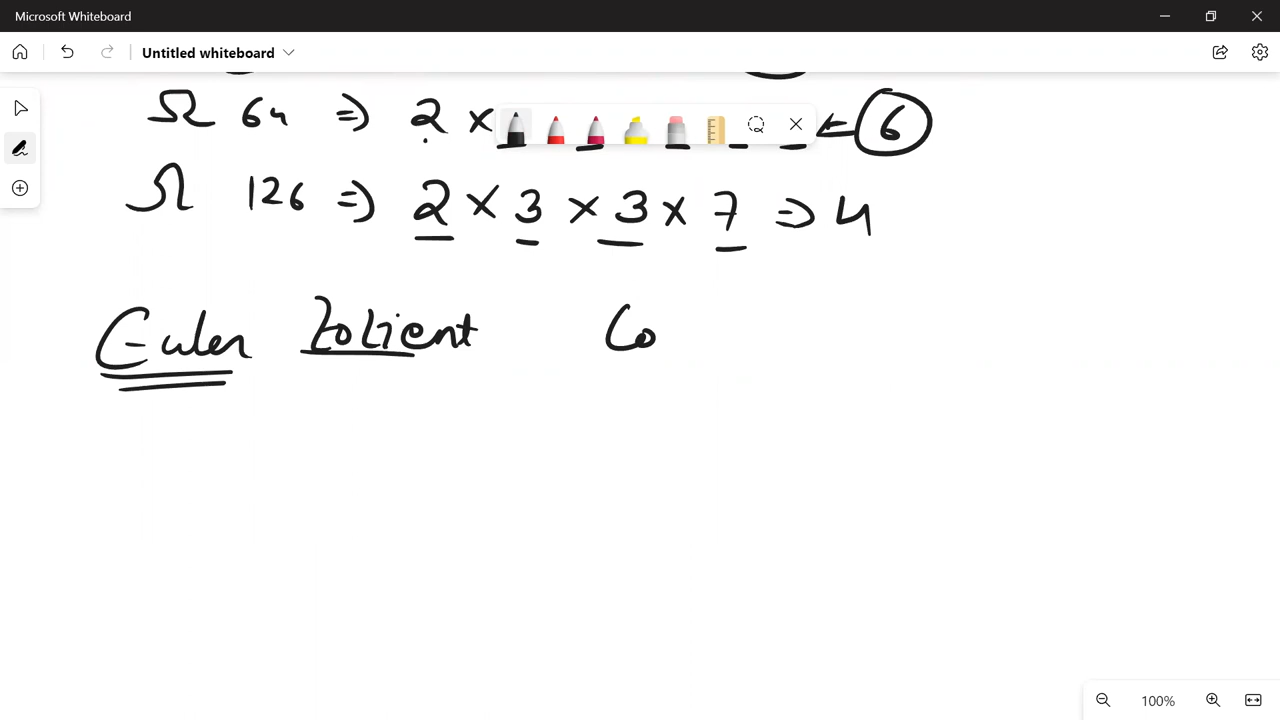 Microsoft Whiteboard
Untitled whiteboard
Ω 64 => 2 × ← 6
Ω 126 => 2 × 3 × 3 × 7 => 4
Euler Totient Co
100%